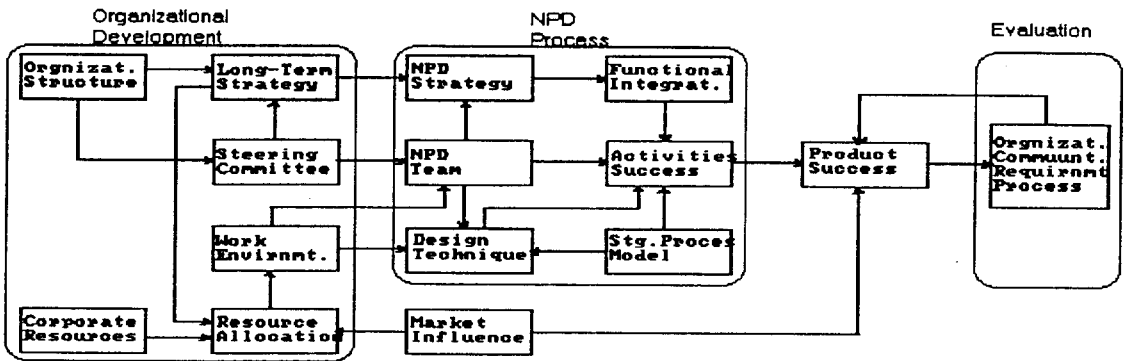 Organizational
Development
NPD
Process
Evaluation
Orgnizat.
Structure
Long-Term
Strategy
NPD
Strategy
Functional
Integrat.
Steering
Committee
NPD
Team
Activities
Success
Product
Success
Orgnizat.
Commuunt.
Requirnmt
Process
Work
Envirnmt.
Design
Technique
Stg.Proces
Model
Corporate
Resources
Resource
Allocation
Market
Influence